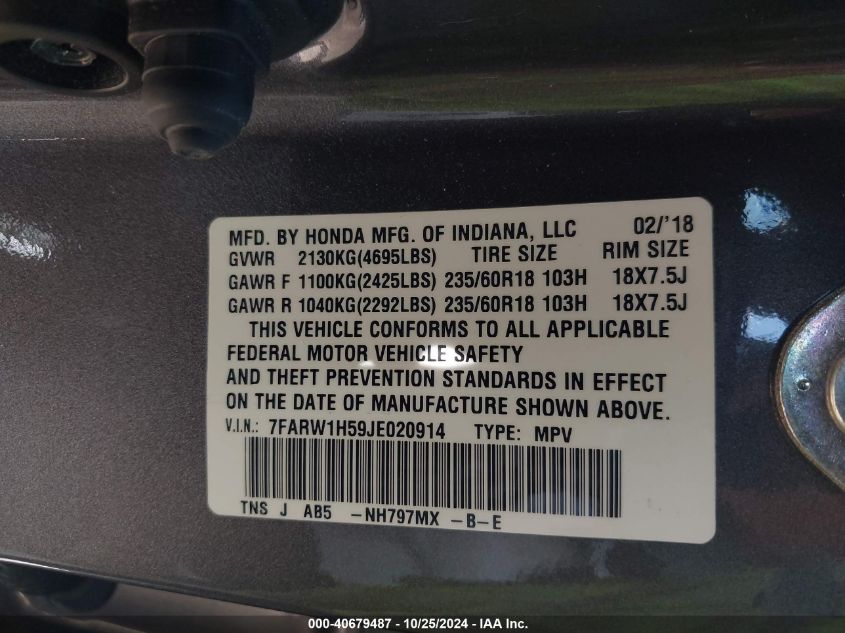 MFD. BY HONDA MFG. OF INDIANA, LLC 02/'18
GVWR 2130KG(4695LBS) TIRE SIZE RIM SIZE
GAWR F 1100KG(2425LBS) 235/60R18 103H 18X7.5J
GAWR R 1040KG(2292LBS) 235/60R18 103H 18X7.5J
THIS VEHICLE CONFORMS TO ALL APPLICABLE
FEDERAL MOTOR VEHICLE SAFETY
AND THEFT PREVENTION STANDARDS IN EFFECT
ON THE DATE OF MANUFACTURE SHOWN ABOVE.
V.I.N.: 7FARW1H59JE020914 TYPE: MPV
TNS J AB5 -NH797MX -B-E
000-40679487 - 10/25/2024 - IAA Inc.